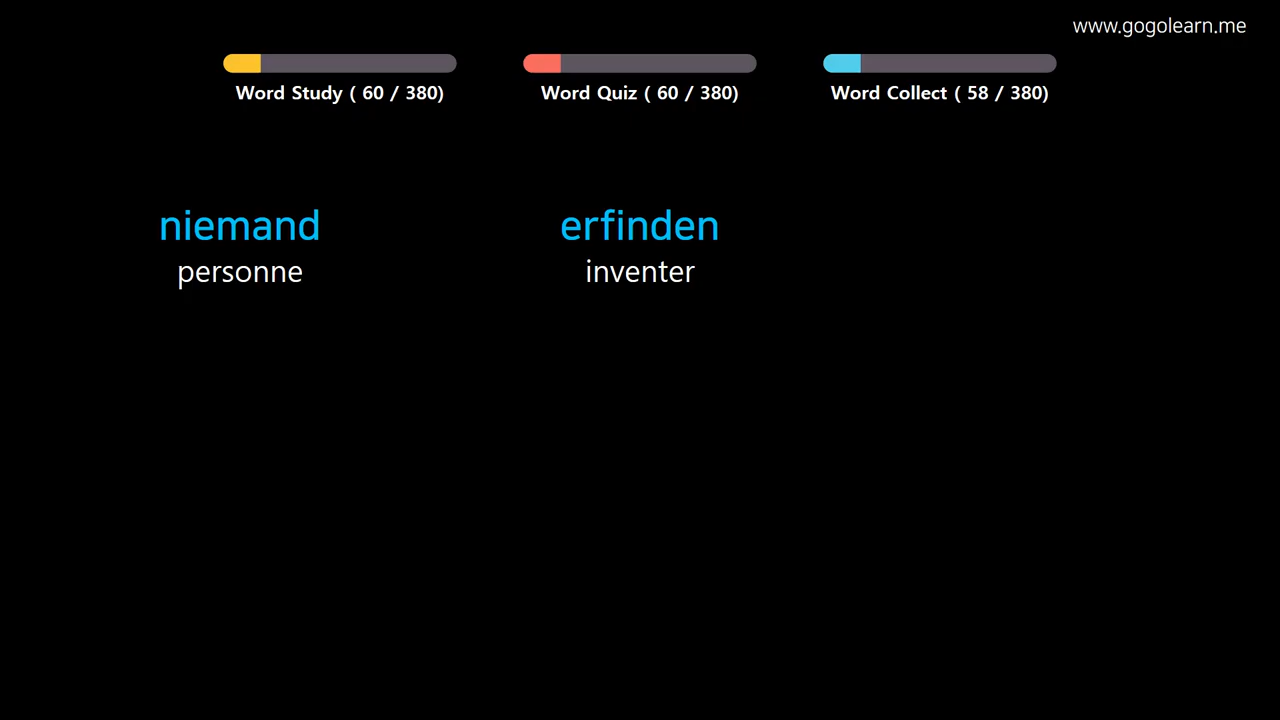 www.gogolearn.me
Word Study ( 60 / 380)
Word Quiz ( 60 / 380)
Word Collect ( 58 / 380)
niemand
personne
erfinden
inventer